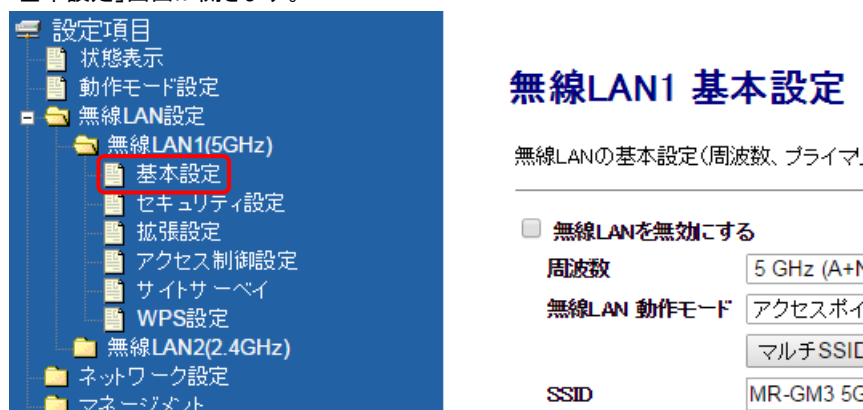 設定項目
状態表示
動作モード設定
無線LAN設定
無線LAN1(5GHz)
基本設定
セキュリティ設定
拡張設定
アクセス制御設定
サイトサーベイ
WPS設定
無線LAN2(2.4GHz)
ネットワーク設定
マネージメント
無線LAN1 基本設定
無線LANの基本設定(周波数、プライマ
無線LANを無効にする
周波数 5 GHz (A+N
無線LAN 動作モード アクセスポイ
マルチSSID
SSID MR-GM3 5G